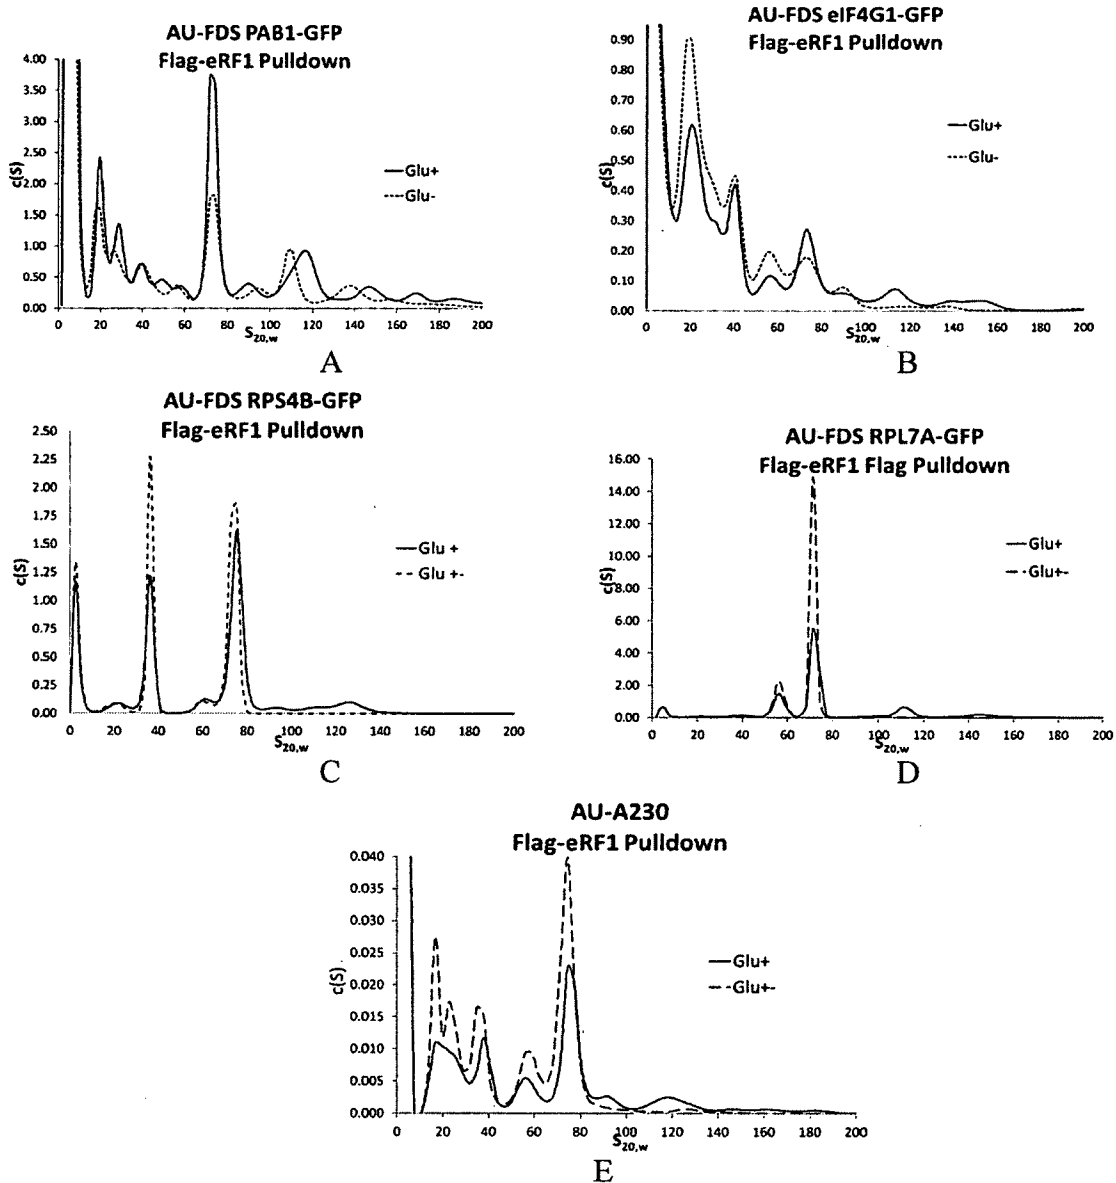 AU-FDS PAB1-GFP
Flag-eRF1 Pulldown
4.00
3.50
3.00
2.50
2.00
1.50
1.00
0.50
0.00
c(S)
Glu+
Glu-
0 20 40 60 80 100 120 140 160 180 200
S20,w
A
AU-FDS eIF4G1-GFP
Flag-eRF1 Pulldown
0.90
0.80
0.70
0.60
0.50
0.40
0.30
0.20
0.10
0.00
c(S)
Glu+
Glu-
0 20 40 60 80 100 120 140 160 180 200
S20,w
B
AU-FDS RPS4B-GFP
Flag-eRF1 Pulldown
2.50
2.25
2.00
1.75
1.50
1.25
1.00
0.75
0.50
0.25
0.00
c(S)
Glu +
Glu +-
0 20 40 60 80 100 120 140 160 180 200
S20,w
C
AU-FDS RPL7A-GFP
Flag-eRF1 Flag Pulldown
16.00
14.00
12.00
10.00
8.00
6.00
4.00
2.00
0.00
c(S)
Glu+
Glu+-
0 20 40 60 80 100 120 140 160 180 200
S20,w
D
AU-A230
Flag-eRF1 Pulldown
0.040
0.035
0.030
0.025
0.020
0.015
0.010
0.005
0.000
c(S)
Glu+
Glu+-
0 20 40 60 80 100 120 140 160 180 200
S20,w
E